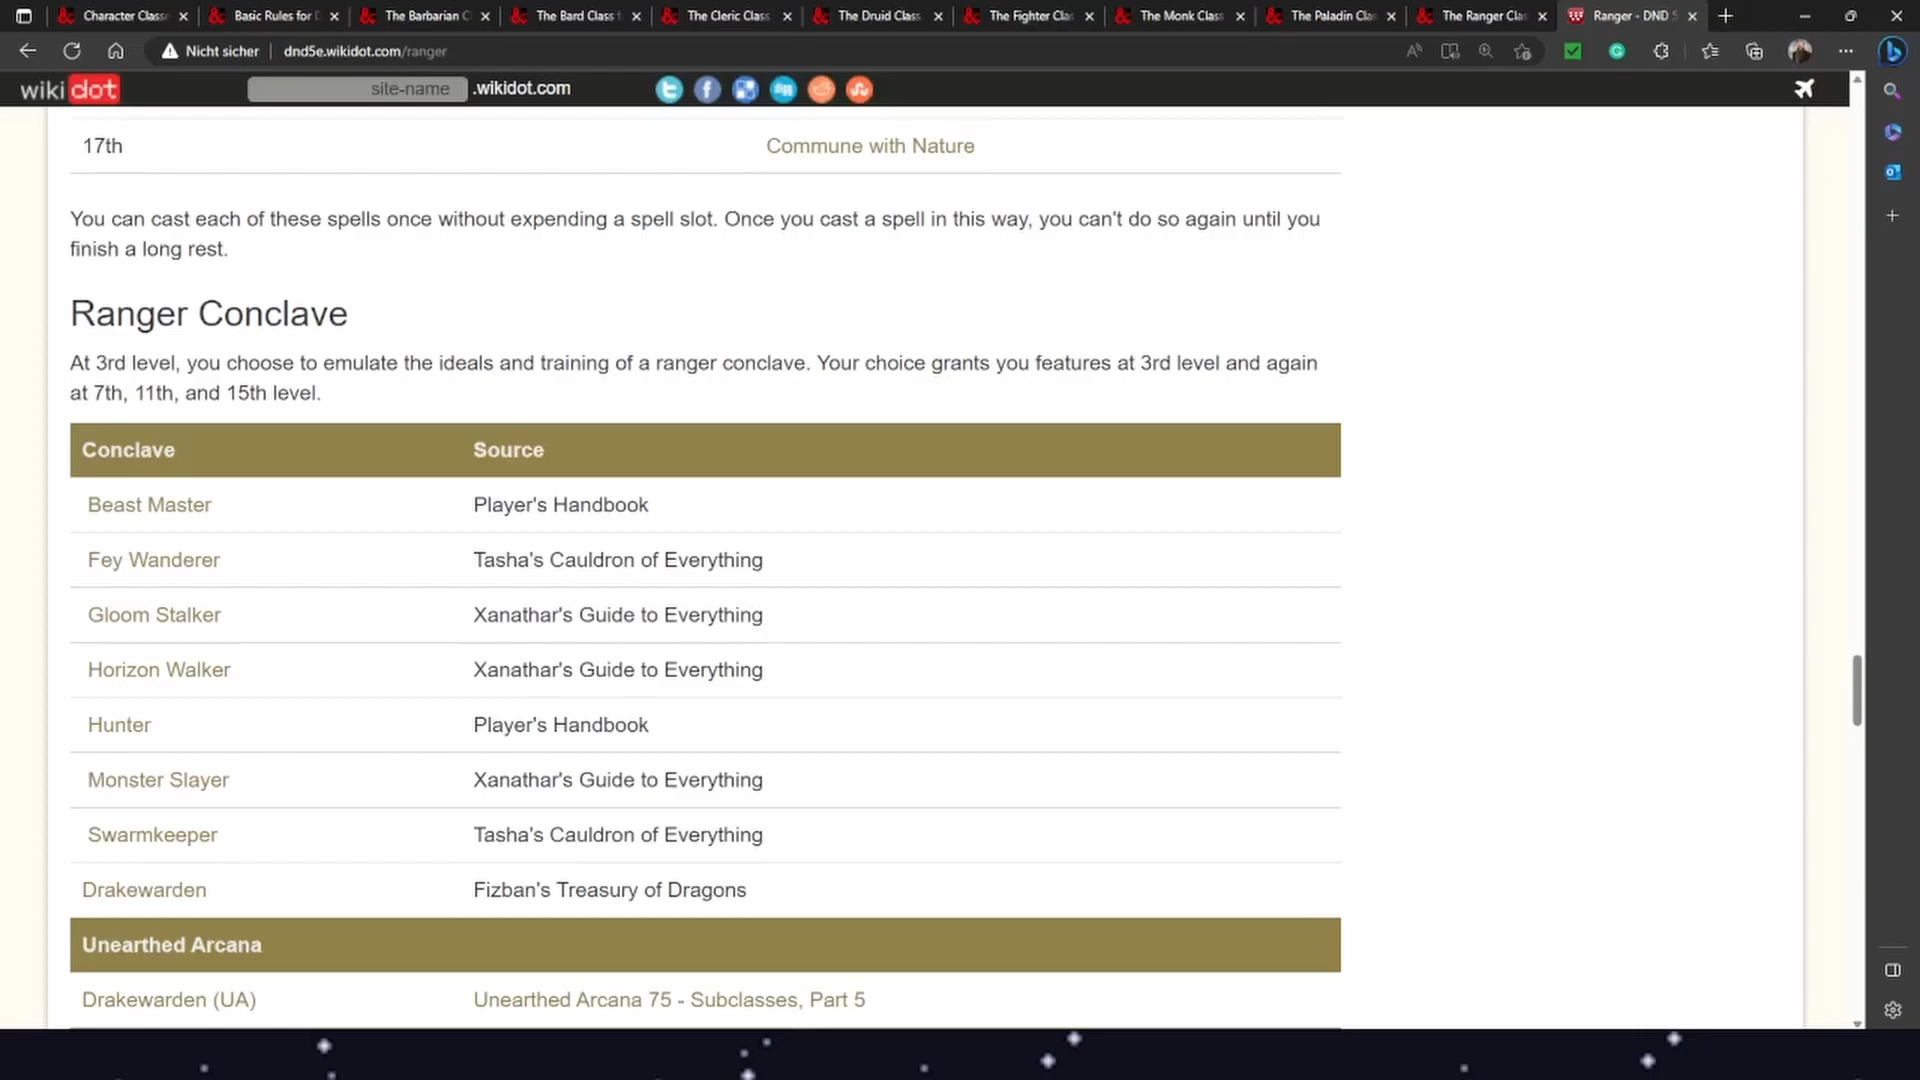 Character Classe
Basic Rules for D
The Barbarian C
The Bard Class f
The Cleric Class
The Druid Class
The Fighter Clas
The Monk Class
The Paladin Clas
The Ranger Clas
Ranger - DND 5
Nicht sicher
dnd5e.wikidot.com/ranger
wikidot
site-name
.wikidot.com
17th
Commune with Nature
You can cast each of these spells once without expending a spell slot. Once you cast a spell in this way, you can't do so again until you
finish a long rest.
Ranger Conclave
At 3rd level, you choose to emulate the ideals and training of a ranger conclave. Your choice grants you features at 3rd level and again
at 7th, 11th, and 15th level.
Conclave
Source
Beast Master
Player's Handbook
Fey Wanderer
Tasha's Cauldron of Everything
Gloom Stalker
Xanathar's Guide to Everything
Horizon Walker
Xanathar's Guide to Everything
Hunter
Player's Handbook
Monster Slayer
Xanathar's Guide to Everything
Swarmkeeper
Tasha's Cauldron of Everything
Drakewarden
Fizban's Treasury of Dragons
Unearthed Arcana
Drakewarden (UA)
Unearthed Arcana 75 - Subclasses, Part 5